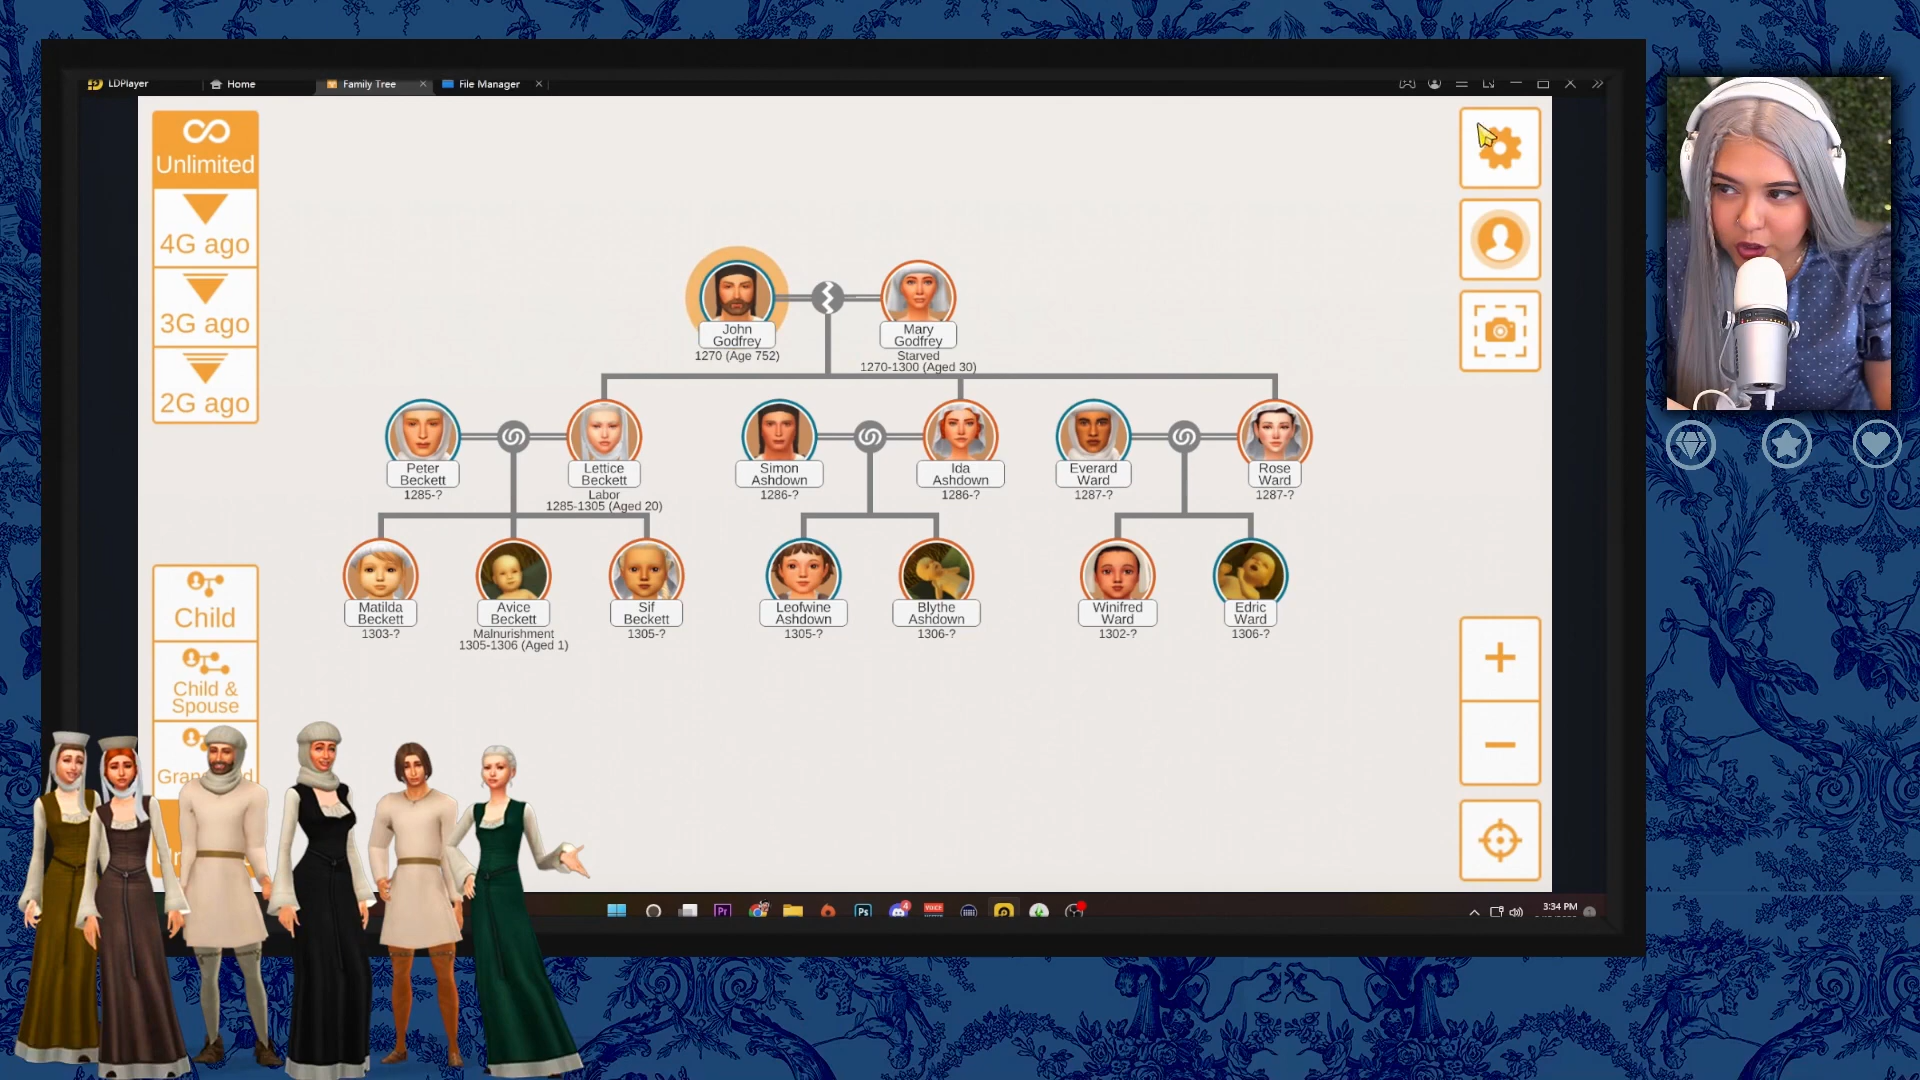 LDPlayer
Home
Family Tree
File Manager
Unlimited
4G ago
3G ago
2G ago
John
Godfrey
1270 (Age 752)
Mary
Godfrey
Starved
1270-1300 (Aged 30)
Peter
Beckett
1285-?
Lettice
Beckett
Labor
1285-1305 (Aged 20)
Simon
Ashdown
1286-?
Ida
Ashdown
1286-?
Everard
Ward
1287-?
Rose
Ward
1287-?
Matilda
Beckett
1303-?
Avice
Beckett
Malnurishment
1305-1306 (Aged 1)
Sif
Beckett
1305-?
Leofwine
Ashdown
1305-?
Blythe
Ashdown
1306-?
Winifred
Ward
1302-?
Edric
Ward
1306-?
Child
Child &
Spouse
Pr
Ps
4
3:34 PM